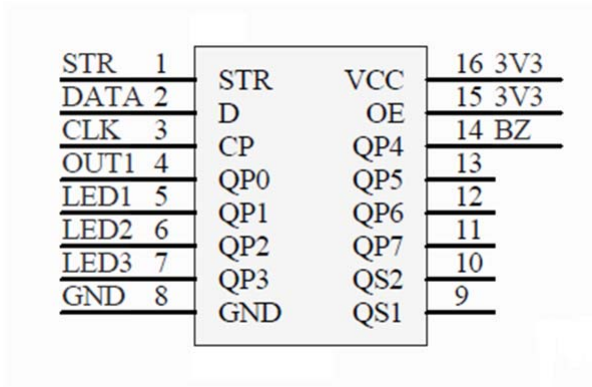 STR 1 STR VCC 16 3V3
DATA 2 D OE 15 3V3
CLK 3 CP QP4 14 BZ
OUT1 4 QP0 QP5 13
LED1 5 QP1 QP6 12
LED2 6 QP2 QP7 11
LED3 7 QP3 QS2 10
GND 8 GND QS1 9